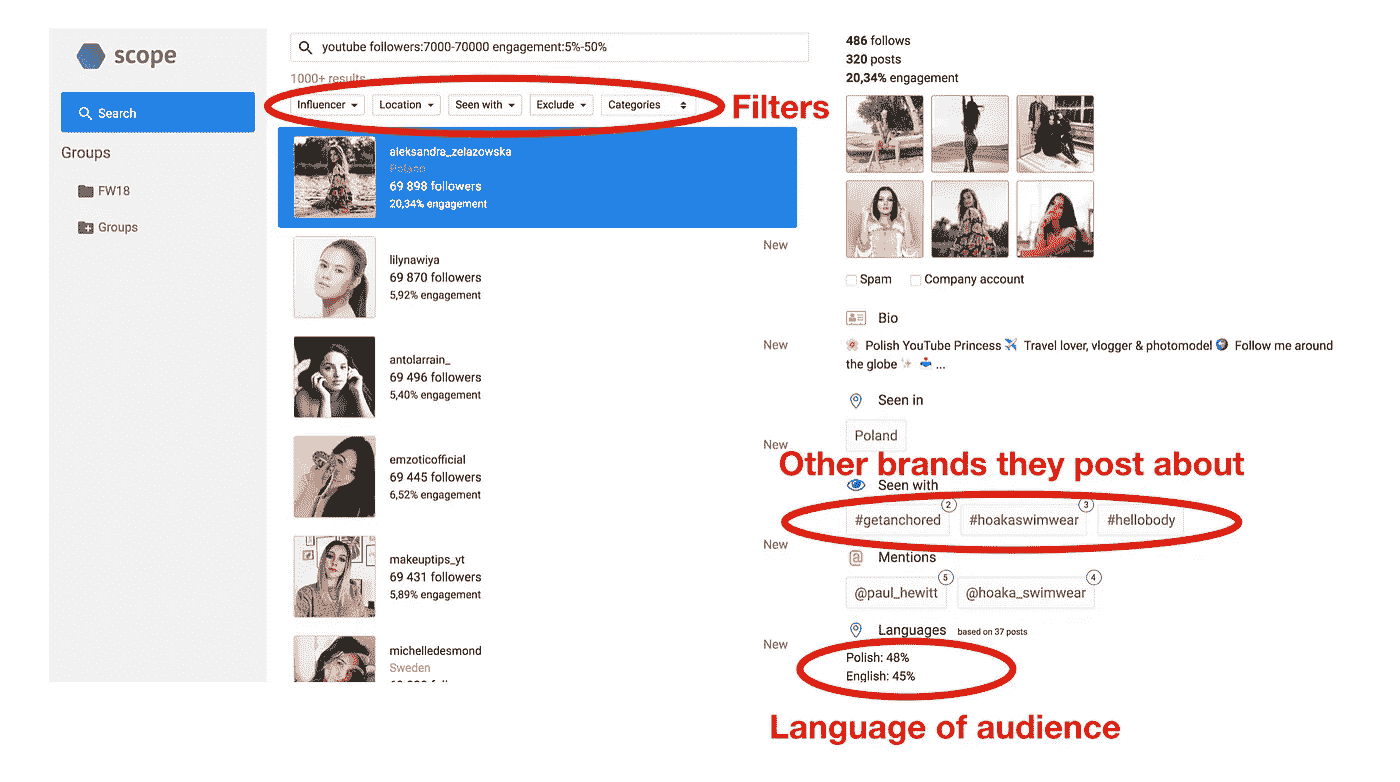 scope
Search
Groups
FW18
Groups
youtube followers:7000-70000 engagement:5%-50%
1000+ results
Influencer
Location
Seen with
Exclude
Categories
Filters
aleksandra_zelazowska
Poland
69 898 followers
20,34% engagement
New
lilynawiya
69 870 followers
5,92% engagement
New
antolarrain_
69 496 followers
5,40% engagement
New
emzoticofficial
69 445 followers
6,52% engagement
New
makeuptips_yt
69 431 followers
5,89% engagement
New
michelledesmond
Sweden
486 follows
320 posts
20,34% engagement
Spam
Company account
Bio
Polish YouTube Princess ✈️ Travel lover, vlogger & photomodel 🌍 Follow me around
the globe ...
Seen in
Poland
Other brands they post about
Seen with
#getanchored 2
#hoakaswimwear 3
#hellobody
Mentions
@paul_hewitt 5
@hoaka_swimwear 4
Languages based on 37 posts
Polish: 48%
English: 45%
Language of audience